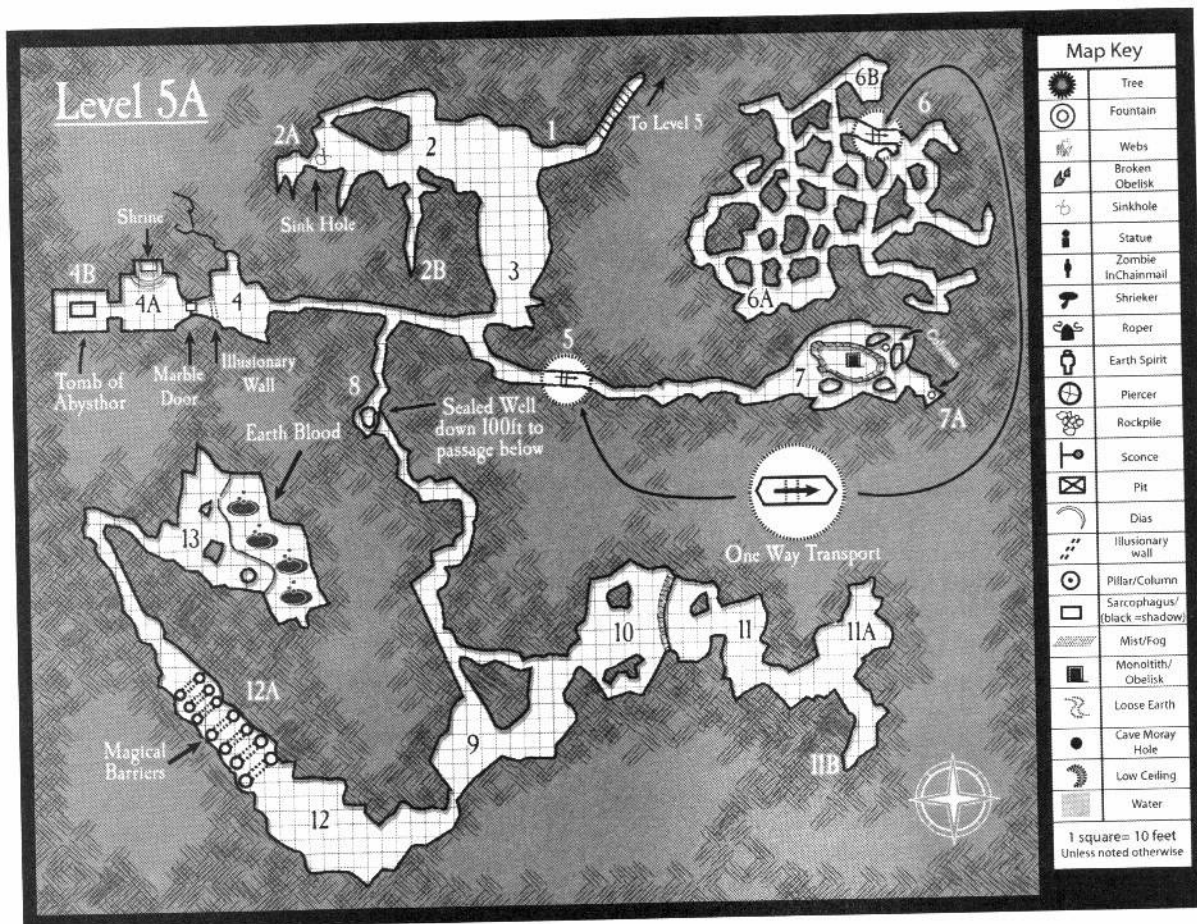 Level 5A
2A
2
1
To Level 5
6B
6
Sink Hole
2B
3
Shrine
4B
4A
4
6A
5
Columns
Tomb of
Abysthor
Marble
Door
Illusionary
Wall
8
Sealed Well
down 100ft to
passage below
7
7A
Earth Blood
13
One Way Transport
10
11
11A
12A
Magical
Barriers
9
11B
12
Map Key
Tree
Fountain
Webs
Broken
Obelisk
Sinkhole
Statue
Zombie
InChainmail
Shrieker
Roper
Earth Spirit
Piercer
Rockpile
Sconce
Pit
Dias
Illusionary
wall
Pillar/Column
Sarcophagus/
(black =shadow)
Mist/Fog
Monoltith/
Obelisk
Loose Earth
Cave Moray
Hole
Low Ceiling
Water
1 square= 10 feet
Unless noted otherwise